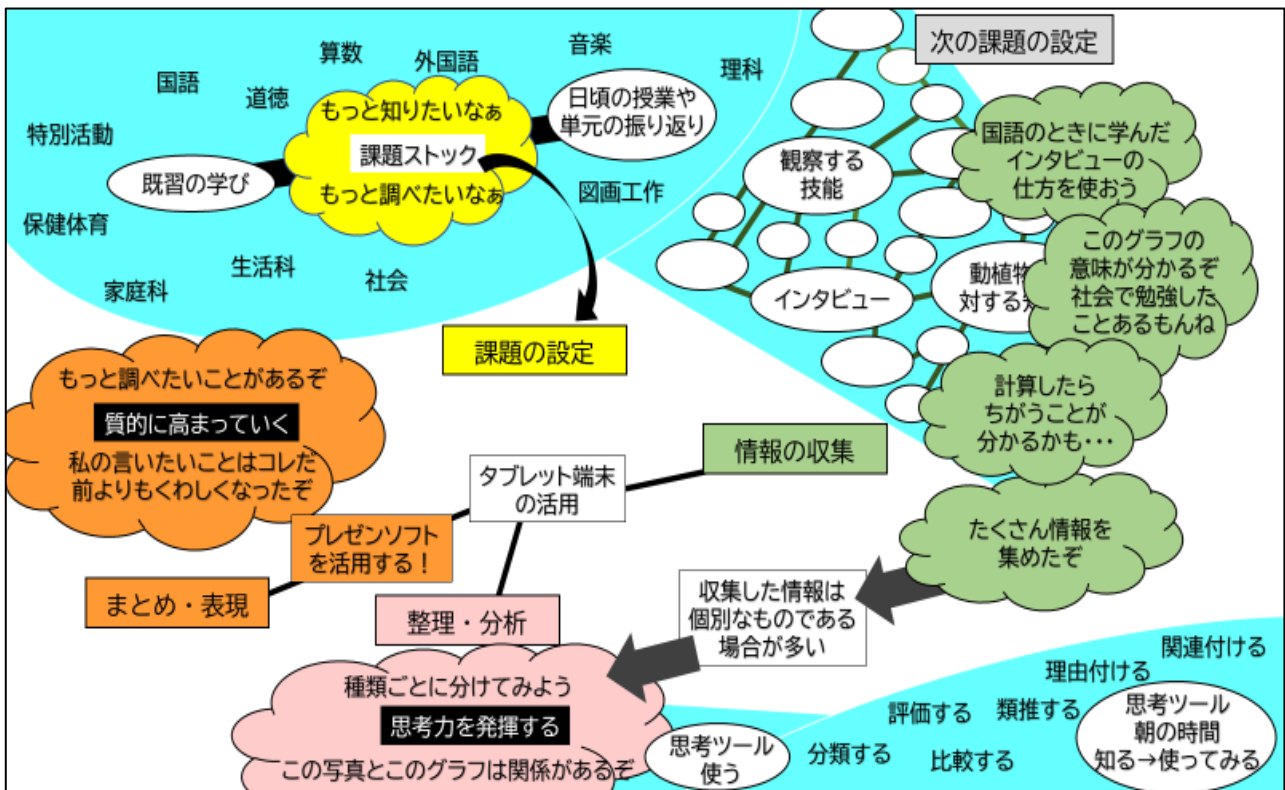 国語
算数
道徳
外国語
音楽
理科
特別活動
もっと知りたいなぁ
課題ストック
もっと調べたいなぁ
日頃の授業や
単元の振り返り
既習の学び
図画工作
保健体育
生活科
家庭科
社会
課題の設定
次の課題の設定
観察する
技能
インタビュー
動植物
対する
国語のときに学んだ
インタビューの
仕方を使おう
このグラフの
意味が分かるぞ
社会で勉強した
ことあるもんね
計算したら
ちがうことが
分かるかも･･･
たくさん情報を
集めたぞ
もっと調べたいことがあるぞ
質的に高まっていく
私の言いたいことはコレだ
前よりもくわしくなったぞ
情報の収集
タブレット端末
の活用
プレゼンソフト
を活用する！
まとめ・表現
整理・分析
収集した情報は
個別なものである
場合が多い
種類ごとに分けてみよう
思考力を発揮する
この写真とこのグラフは関係があるぞ
思考ツール
使う
分類する
評価する
比較する
類推する
理由付ける
関連付ける
思考ツール
朝の時間
知る→使ってみる